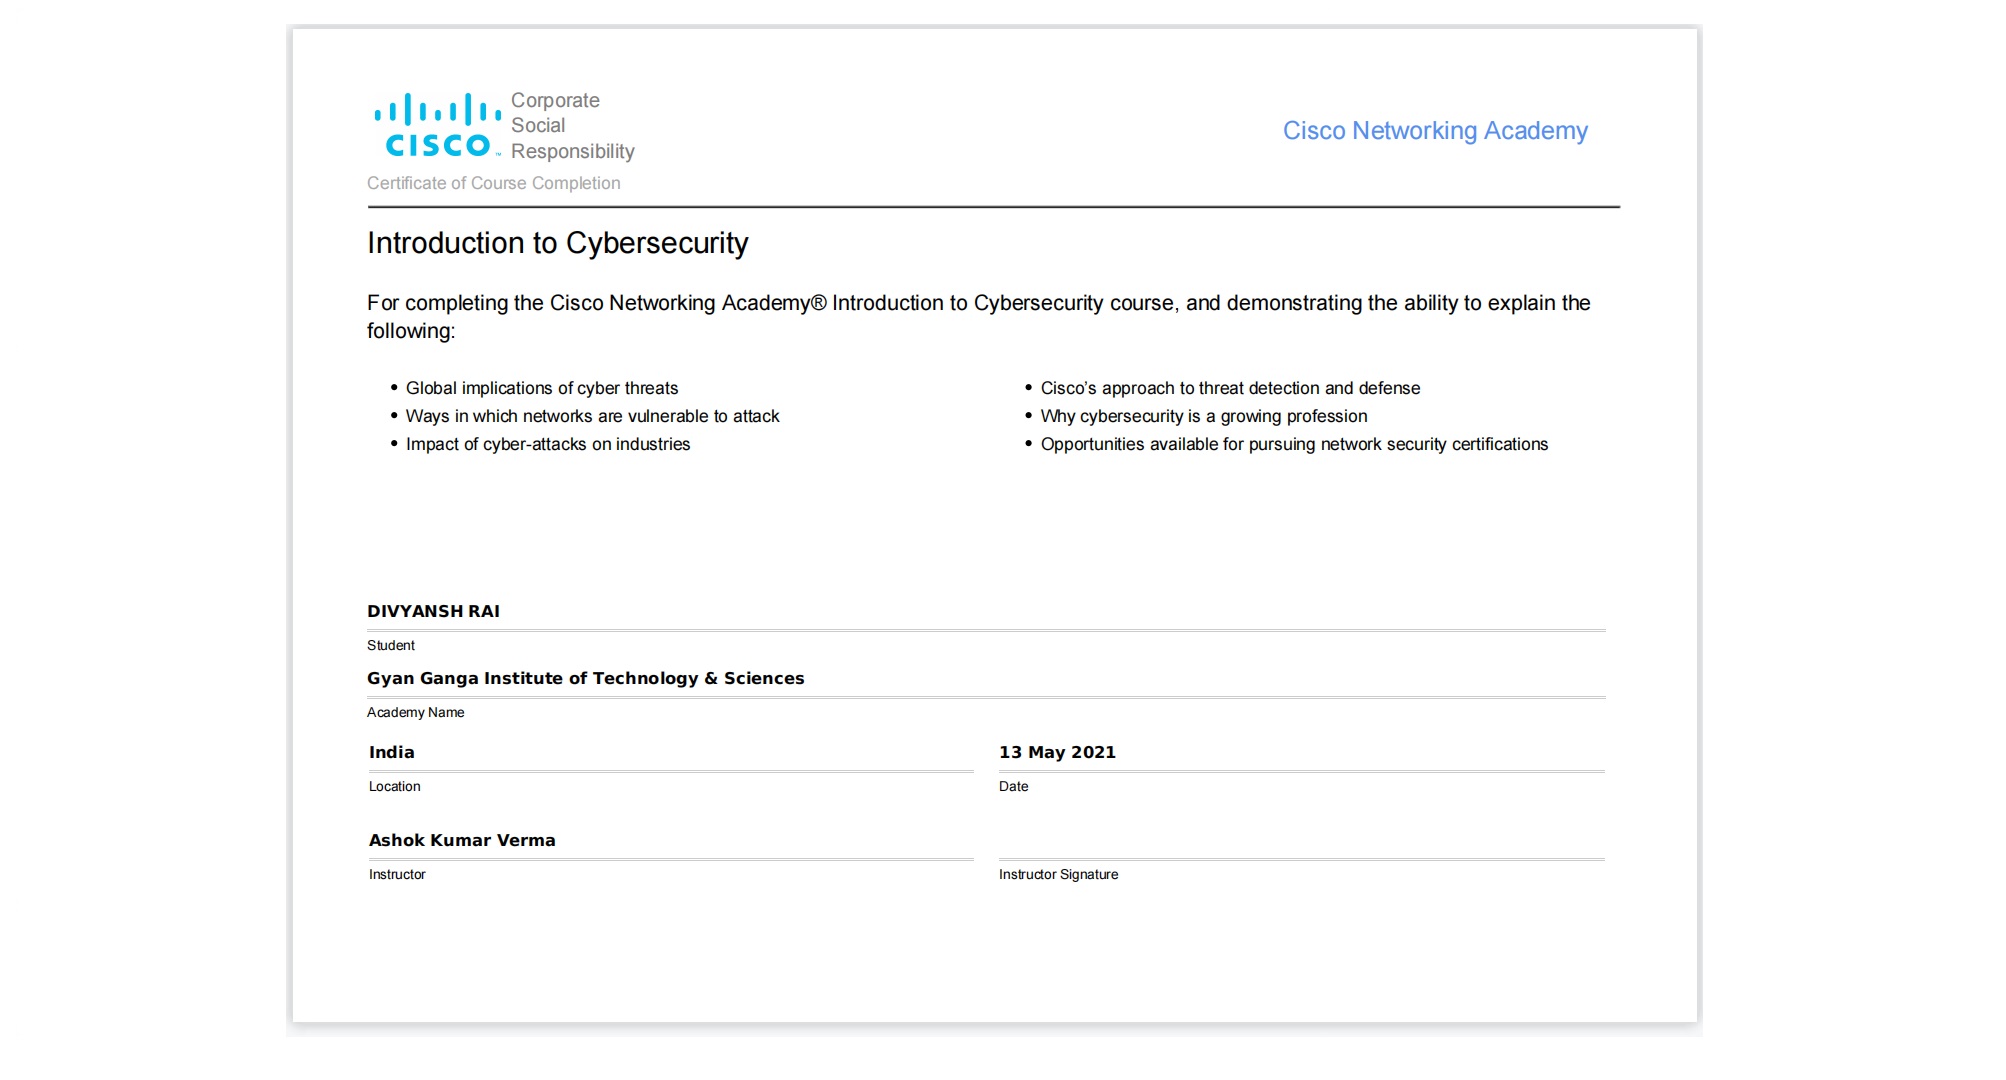 CISCO™
Corporate
Social
Responsibility
Cisco Networking Academy
Certificate of Course Completion
Introduction to Cybersecurity
For completing the Cisco Networking Academy® Introduction to Cybersecurity course, and demonstrating the ability to explain the
following:
• Global implications of cyber threats
• Ways in which networks are vulnerable to attack
• Impact of cyber-attacks on industries
• Cisco’s approach to threat detection and defense
• Why cybersecurity is a growing profession
• Opportunities available for pursuing network security certifications
DIVYANSH RAI
Student
Gyan Ganga Institute of Technology & Sciences
Academy Name
India
Location
13 May 2021
Date
Ashok Kumar Verma
Instructor
Instructor Signature